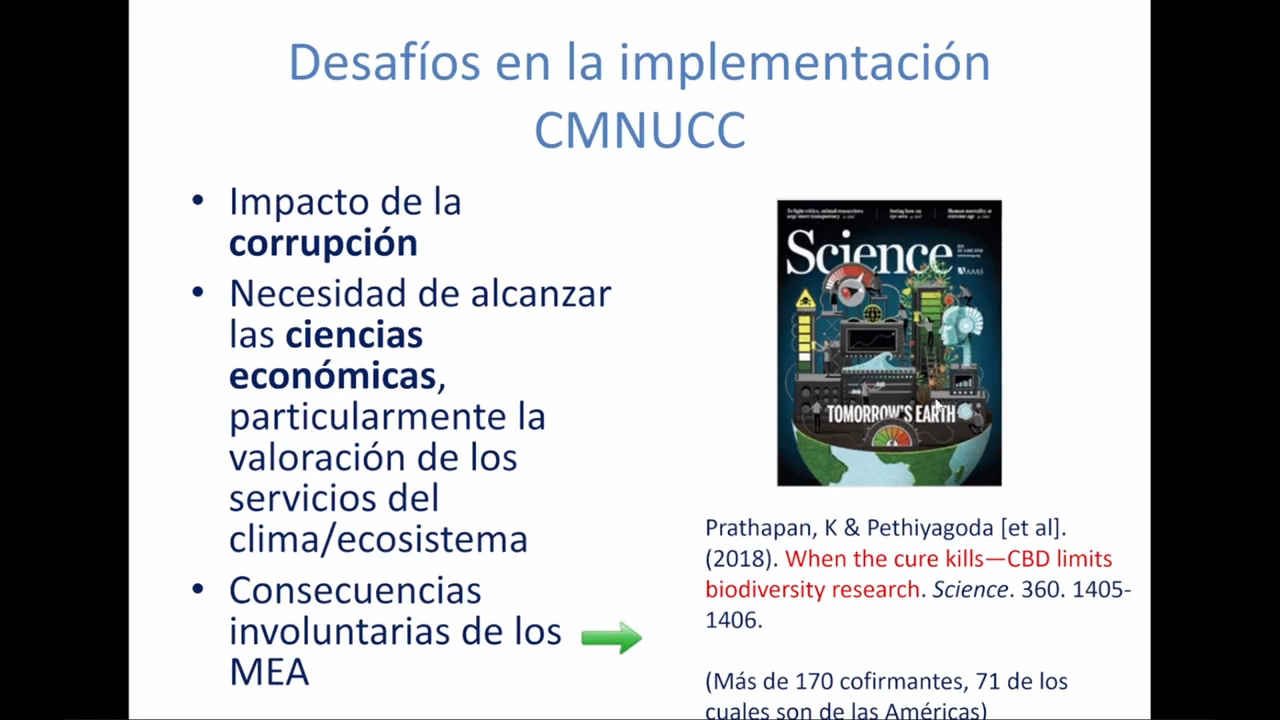 Desafíos en la implementación
CMNUCC
• Impacto de la
corrupción
• Necesidad de alcanzar
las ciencias
económicas,
particularmente la
valoración de los
servicios del
clima/ecosistema
• Consecuencias
involuntarias de los
MEA
Science
AAAS
TOMORROW'S EARTH
Prathapan, K & Pethiyagoda [et al].
(2018). When the cure kills—CBD limits
biodiversity research. Science. 360. 1405-
1406.
(Más de 170 cofirmantes, 71 de los
cuales son de las Américas)